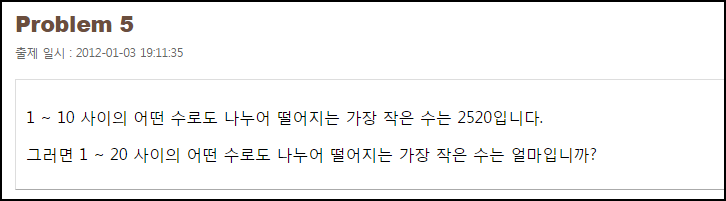 Problem 5
출제 일시 : 2012-01-03 19:11:35
1 ~ 10 사이의 어떤 수로도 나누어 떨어지는 가장 작은 수는 2520입니다.
그러면 1 ~ 20 사이의 어떤 수로도 나누어 떨어지는 가장 작은 수는 얼마입니까?